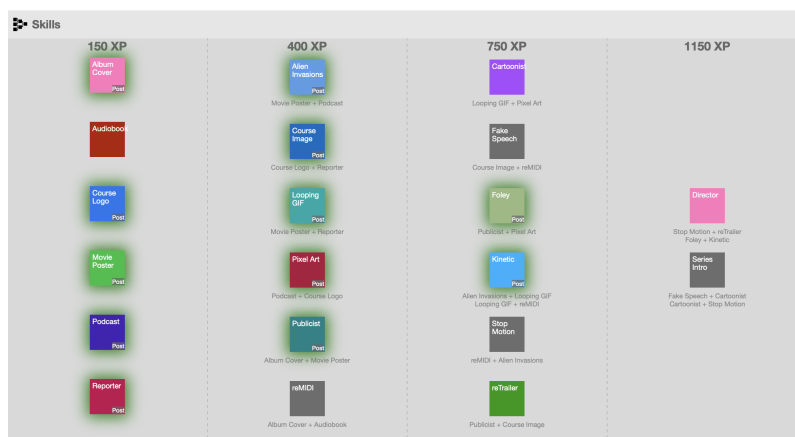 Skills
150 XP
Album
Cover
Post
Audiobook
Course
Logo
Post
Movie
Poster
Post
Podcast
Post
Reporter
Post
400 XP
Alien
Invasions
Post
Movie Poster + Podcast
Course
Image
Post
Course Logo + Reporter
Looping
GIF
Post
Movie Poster + Reporter
Pixel Art
Post
Podcast + Course Logo
Publicist
Post
Album Cover + Movie Poster
reMIDI
Album Cover + Audiobook
750 XP
Cartoonist
Looping GIF + Pixel Art
Fake
Speech
Course Image + reMIDI
Foley
Post
Publicist + Pixel Art
Kinetic
Post
Alien Invasions + Looping GIF
Looping GIF + reMIDI
Stop
Motion
reMIDI + Alien Invasions
reTrailer
Publicist + Course Image
1150 XP
Director
Stop Motion + reTrailer
Foley + Kinetic
Series
Intro
Fake Speech + Cartoonist
Cartoonist + Stop Motion